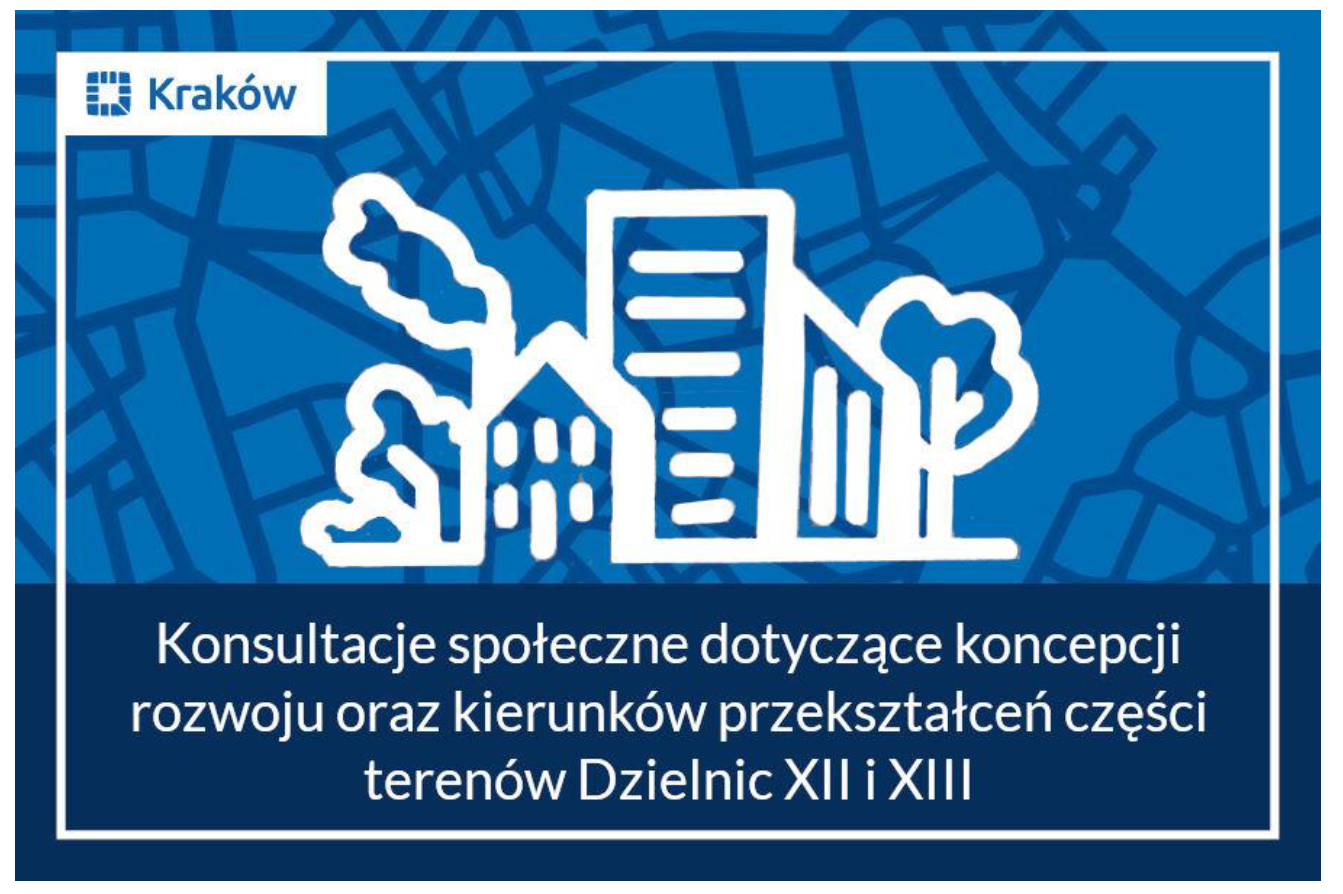 Kraków
Konsultacje społeczne dotyczące koncepcji
rozwoju oraz kierunków przekształceń części
terenów Dzielnic XII i XIII